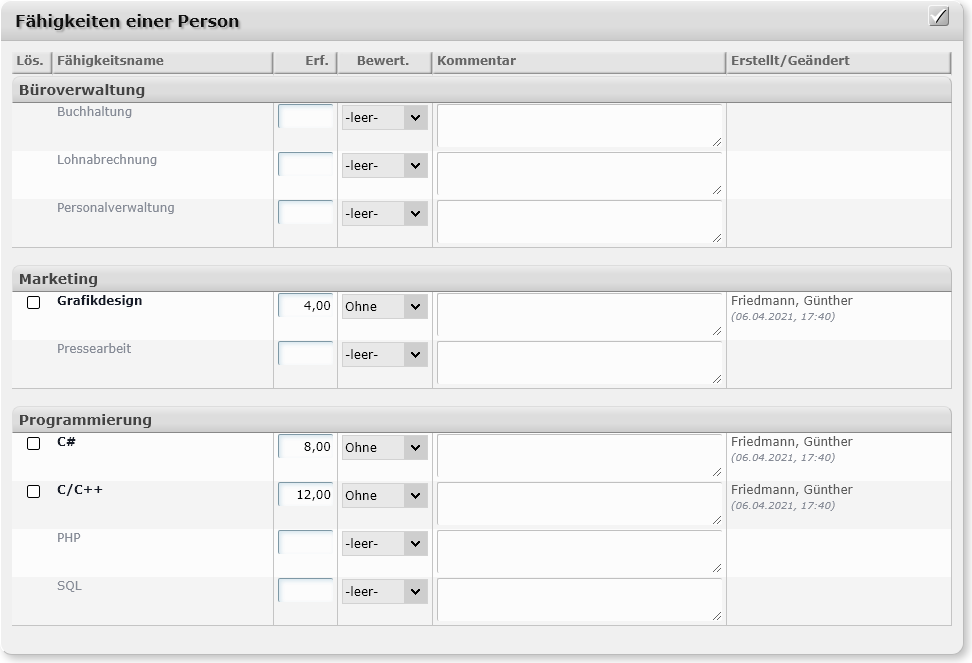 Fähigkeiten einer Person
Lös. Fähigkeitsname Erf. Bewert. Kommentar Erstellt/Geändert
Büroverwaltung
Buchhaltung -leer-
Lohnabrechnung -leer-
Personalverwaltung -leer-
Marketing
Grafikdesign 4,00 Ohne Friedmann, Günther
(06.04.2021, 17:40)
Pressearbeit -leer-
Programmierung
C# 8,00 Ohne Friedmann, Günther
(06.04.2021, 17:40)
C/C++ 12,00 Ohne Friedmann, Günther
(06.04.2021, 17:40)
PHP -leer-
SQL -leer-